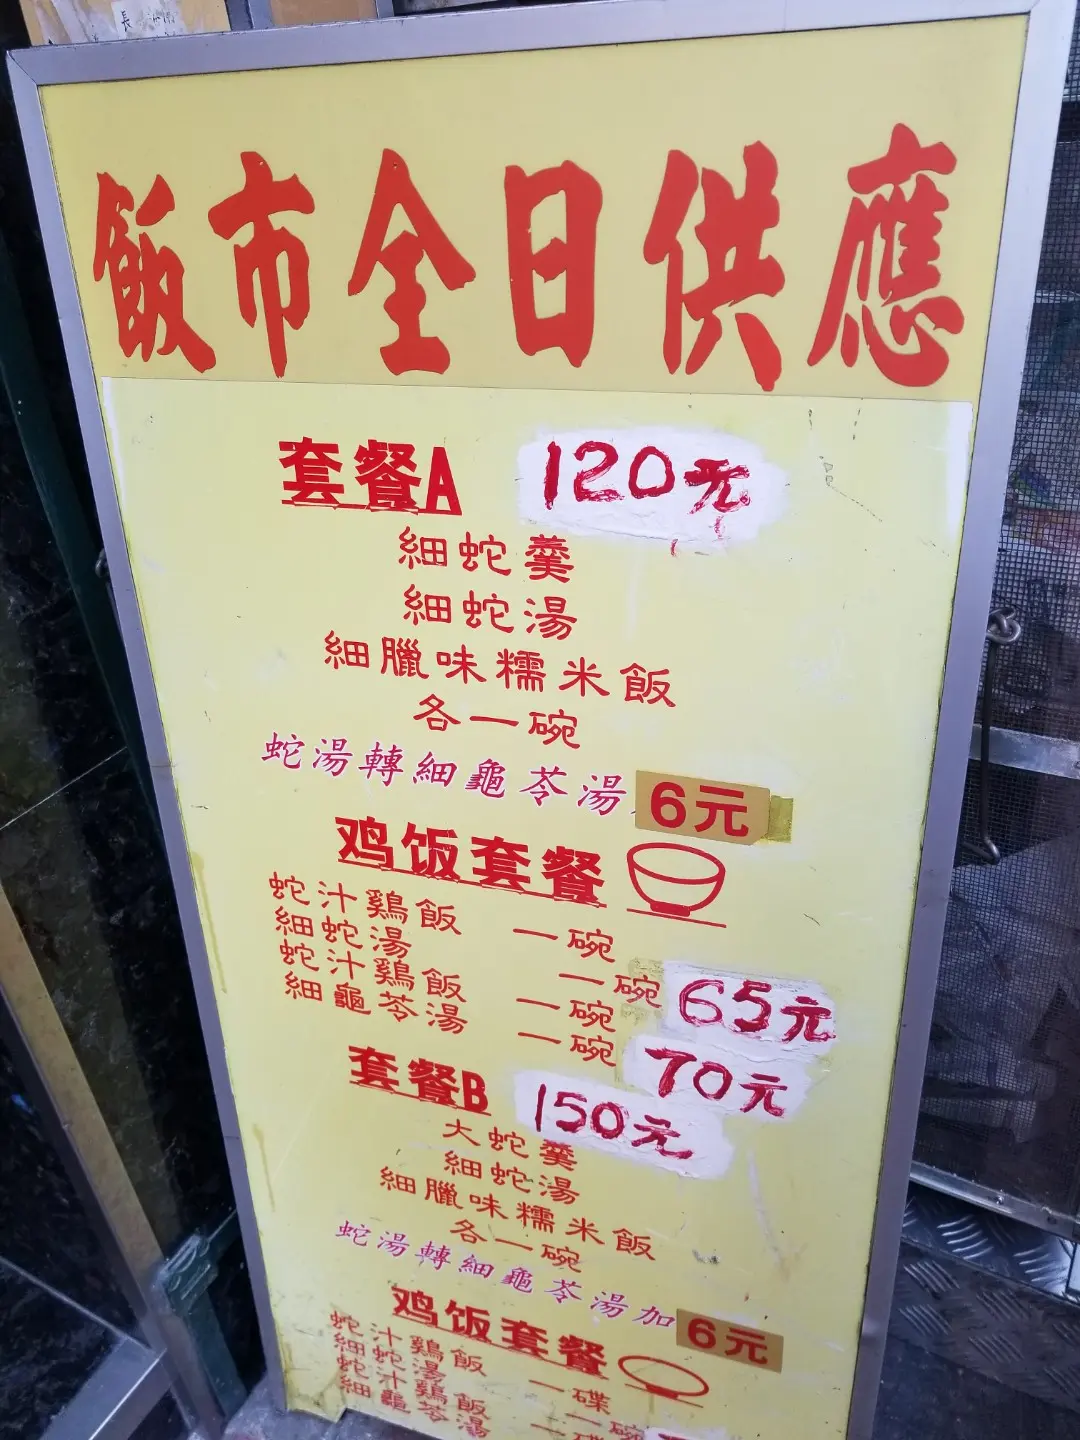 飯市全日供應
套餐A 120元
細蛇羹
細蛇湯
細臘味糯米飯
各一碗
蛇湯轉細龜苓湯 6元
鸡饭套餐
蛇汁鷄飯 一碗
細蛇湯 一碗 65元
蛇汁鷄飯 一碗
細龜苓湯 一碗 70元
套餐B 150元
大蛇羹
細蛇湯
細臘味糯米飯
各一碗
蛇湯轉細龜苓湯加 6元
鸡饭套餐
蛇汁鷄飯 一碟
細蛇湯 一碗
蛇汁鷄飯 一碟
細龜苓湯